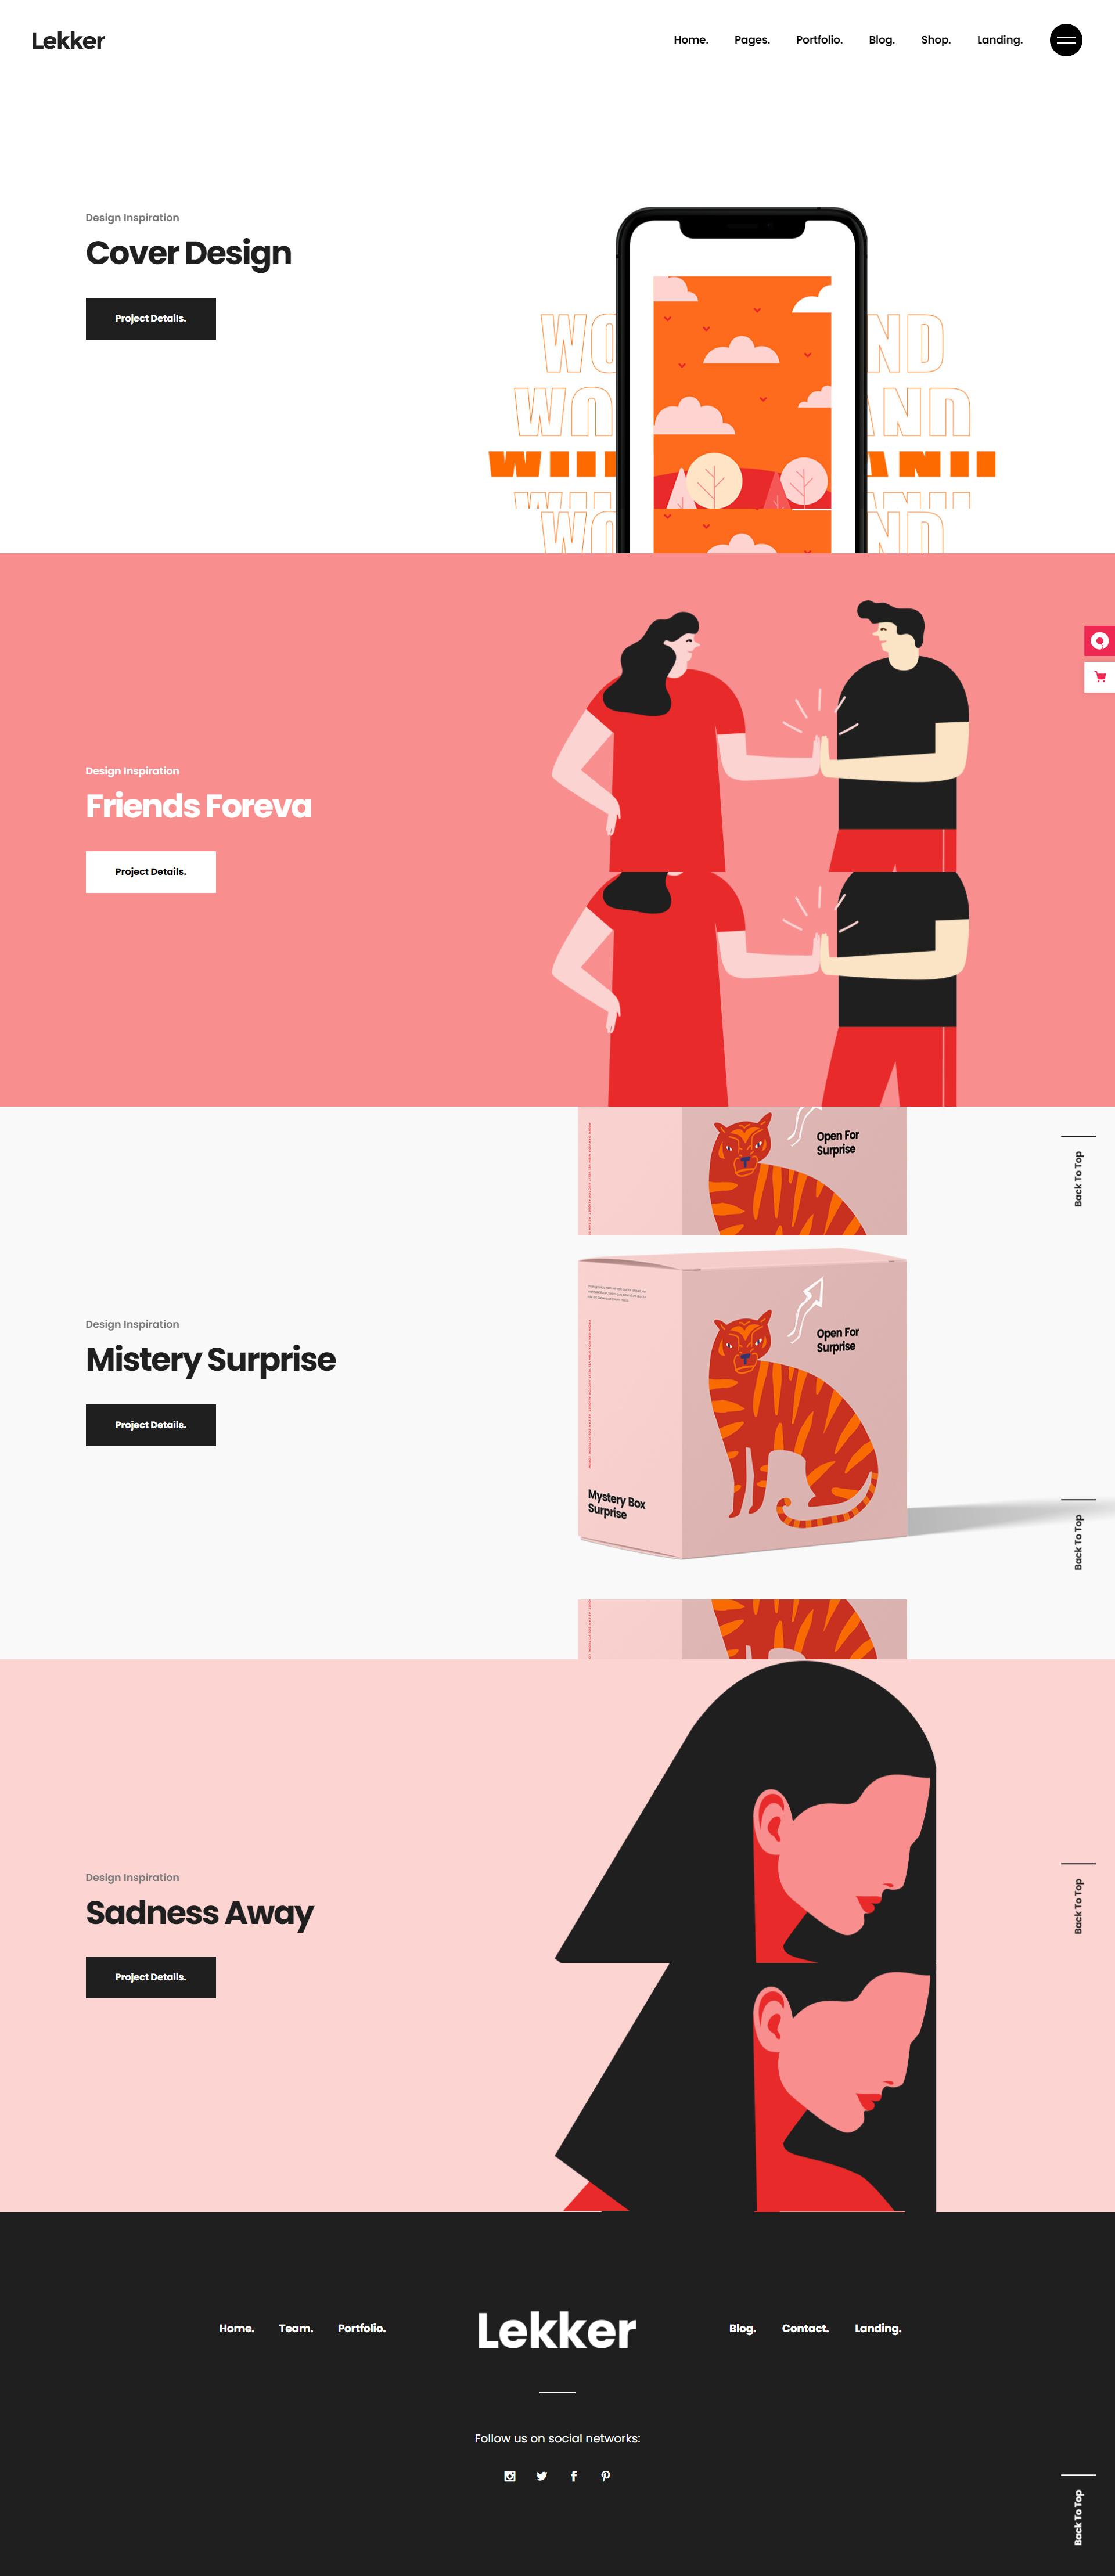 Lekker
Home. Pages. Portfolio. Blog. Shop. Landing.
Design Inspiration
Cover Design
Project Details.
Design Inspiration
Friends Foreva
Project Details.
Open For
Surprise
Back To Top
Design Inspiration
Mistery Surprise
Project Details.
Open For
Surprise
Mystery Box
Surprise
Back To Top
Design Inspiration
Sadness Away
Project Details.
Back To Top
Home. Team. Portfolio.
Lekker
Blog. Contact. Landing.
Follow us on social networks:
Back To Top